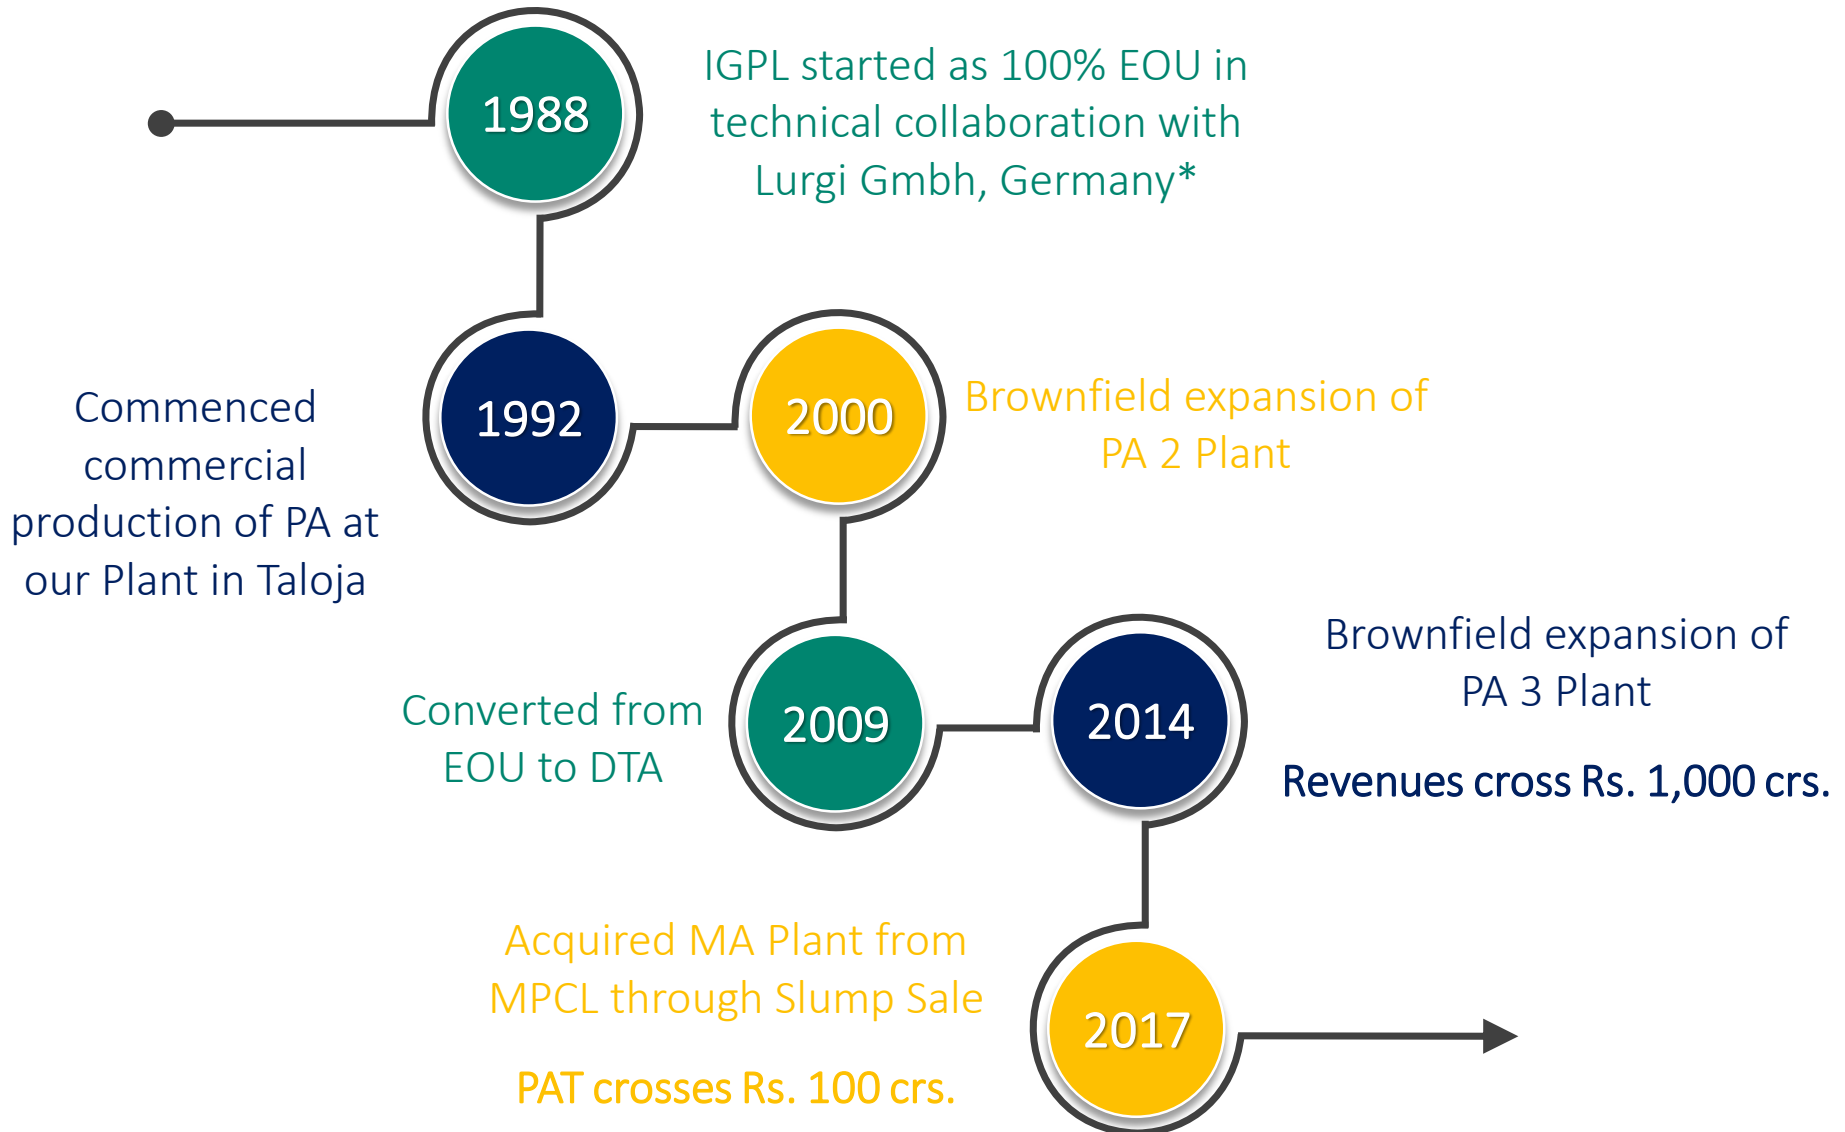 1988
IGPL started as 100% EOU in
technical collaboration with
Lurgi Gmbh, Germany*
Commenced
commercial
production of PA at
our Plant in Taloja
1992
2000
Brownfield expansion of
PA 2 Plant
Converted from
EOU to DTA
2009
2014
Brownfield expansion of
PA 3 Plant
Revenues cross Rs. 1,000 crs.
Acquired MA Plant from
MPCL through Slump Sale
PAT crosses Rs. 100 crs.
2017